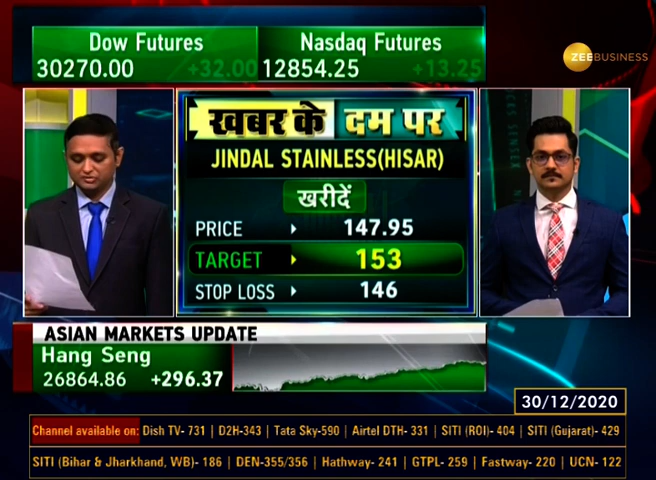 Dow Futures
30270.00 +32.00
Nasdaq Futures
12854.25 +13.25
ZEEBUSINESS
खबर के दम पर
JINDAL STAINLESS(HISAR)
खरीदें
PRICE 147.95
TARGET 153
STOP LOSS 146
ASIAN MARKETS UPDATE
Hang Seng
26864.86 +296.37
30/12/2020
Channel available on: Dish TV- 731 | D2H-343 | Tata Sky-590 | Airtel DTH- 331 | SITI (ROI)- 404 | SITI (Gujarat)- 429
SITI (Bihar & Jharkhand, WB)- 186 | DEN-355/356 | Hathway- 241 | GTPL- 259 | Fastway- 220 | UCN- 122